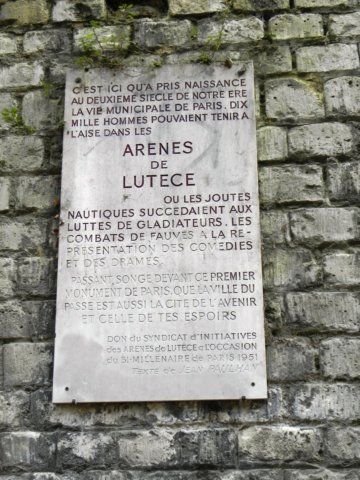 C'EST ICI QU'A PRIS NAISSANCE
AU DEUXIEME SIECLE DE NOTRE ERE
LA VIE MUNICIPALE DE PARIS. DIX
MILLE HOMMES POUVAIENT TENIR A
L'AISE DANS LES
ARENES
DE
LUTECE
OU LES JOUTES
NAUTIQUES SUCCEDAIENT AUX
LUTTES DE GLADIATEURS. LES
COMBATS DE FAUVES A LA RE-
PRESENTATION DES COMEDIES
ET DES DRAMES.
PASSANT, SONGE DEVANT CE PREMIER
MONUMENT DE PARIS, QUE LA VILLE DU
PASSE EST AUSSI LA CITE DE L'AVENIR
ET CELLE DE TES ESPOIRS
DON du SYNDICAT d'INITIATIVES
des ARENES de LUTECE a L'OCCASION
du BI-MILLENAIRE de PARIS 1951
TEXTE de JEAN PAULHAN